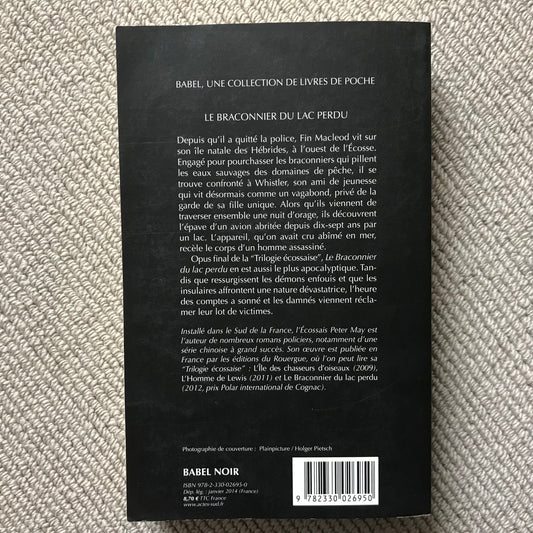 BABEL, UNE COLLECTION DE LIVRES DE POCHE
LE BRACONNIER DU LAC PERDU
Depuis qu'il a quitté la police, Fin Macleod vit sur
son île natale des Hébrides, à l'ouest de l'Écosse.
Engagé pour pourchasser les braconniers qui pillent
les eaux sauvages des domaines de pêche, il se
trouve confronté à Whistler, son ami de jeunesse
qui vit désormais comme un vagabond, privé de la
garde de sa fille unique. Alors qu'ils viennent de
traverser ensemble une nuit d'orage, ils découvrent
l'épave d'un avion abritée depuis dix-sept ans par
un lac. L'appareil, qu'on avait cru abîmé en mer,
recèle le corps d'un homme assassiné.
Opus final de la "Trilogie écossaise", Le Braconnier
du lac perdu en est aussi le plus apocalyptique. Tan-
dis que ressurgissent les démons enfouis et que les
insulaires affrontent une nature dévastatrice, l'heure
des comptes a sonné et les damnés viennent récla-
mer leur lot de victimes.
Installé dans le Sud de la France, l'Écossais Peter May est
l'auteur de nombreux romans policiers, notamment d'une
série chinoise à grand succès. Son œuvre est publiée en
France par les éditions du Rouergue, où l'on peut lire sa
"Trilogie écossaise" : L'Île des chasseurs d'oiseaux (2009),
L'Homme de Lewis (2011) et Le Braconnier du lac perdu
(2012, prix Polar international de Cognac).
Photographie de couverture : Plainpicture / Holger Pietsch
BABEL NOIR
ISBN 978-2-330-02695-0
Dép. lég. : janvier 2014 (France)
8,70 € TTC France
www.actes-sud.fr
9 782330 026950